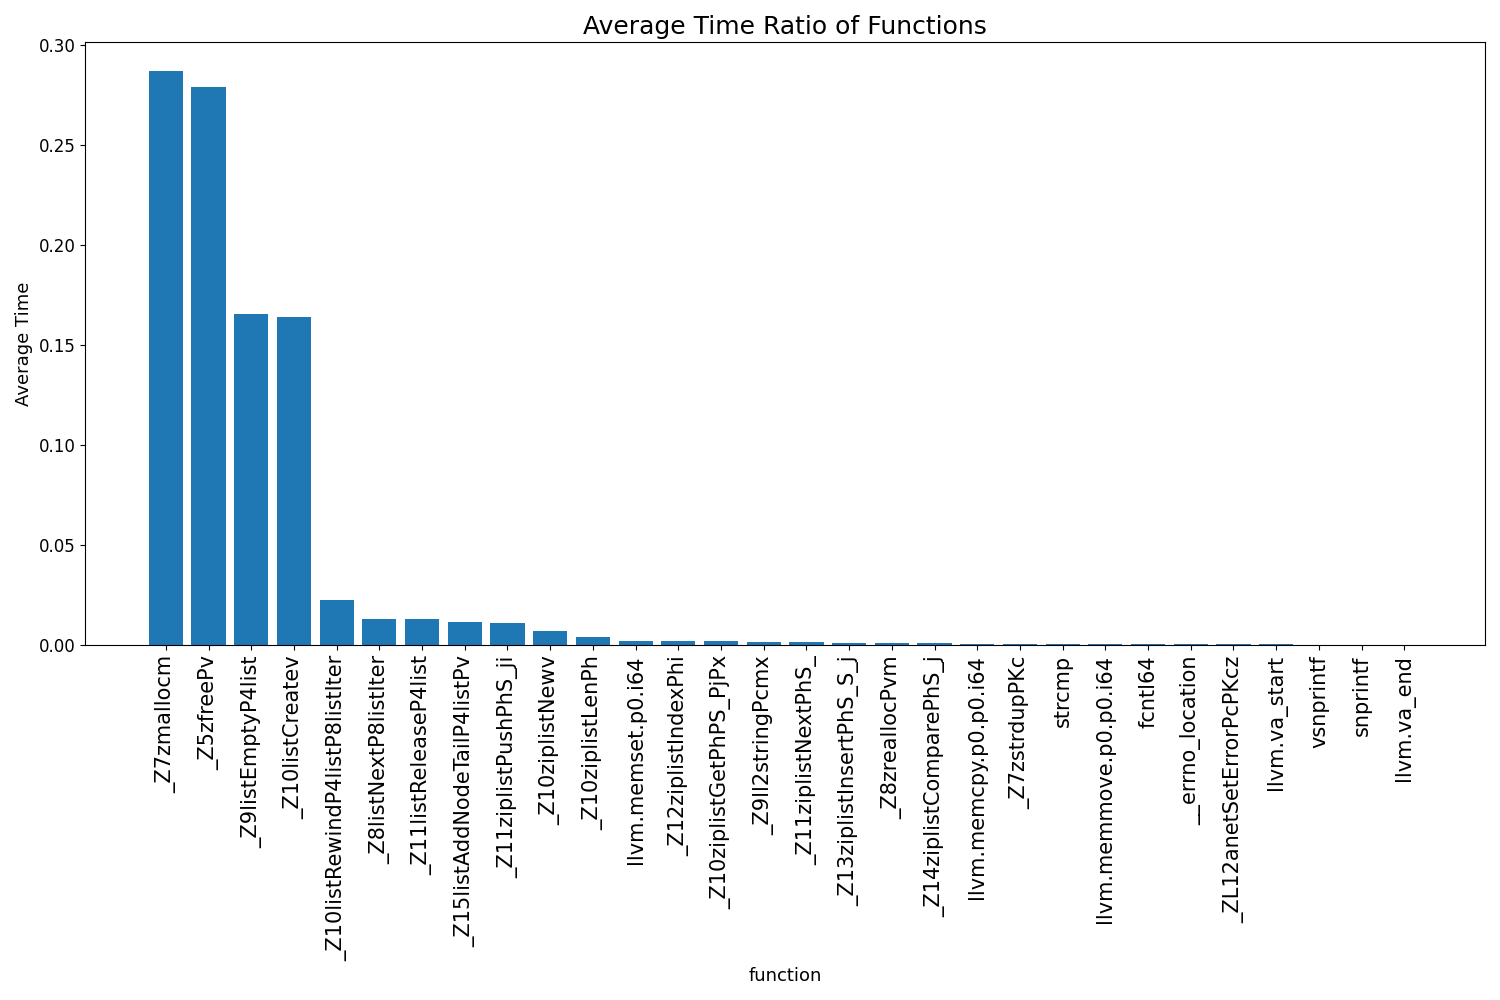 Average Time Ratio of Functions
0.30
0.25
0.20
0.15
0.10
0.05
0.00
Average Time
_Z7zmallocm
_Z5zfreePv
_Z9listEmptyP4list
_Z10listCreatev
_Z10listRewindP4listP8listIter
_Z8listNextP8listIter
_Z11listReleaseP4list
_Z15listAddNodeTailP4listPv
_Z11ziplistPushPhS_ji
_Z10ziplistNewv
_Z10ziplistLenPh
llvm.memset.p0.i64
_Z12ziplistIndexPhi
_Z10ziplistGetPhPS_PjPx
_Z9ll2stringPcmx
_Z11ziplistNextPhS_
_Z13ziplistInsertPhS_S_j
_Z8zreallocPvm
_Z14ziplistComparePhS_j
llvm.memcpy.p0.p0.i64
_Z7zstrdupPKc
strcmp
llvm.memmove.p0.p0.i64
fcntl64
__errno_location
_ZL12anetSetErrorPcPKcz
llvm.va_start
vsnprintf
snprintf
llvm.va_end
function